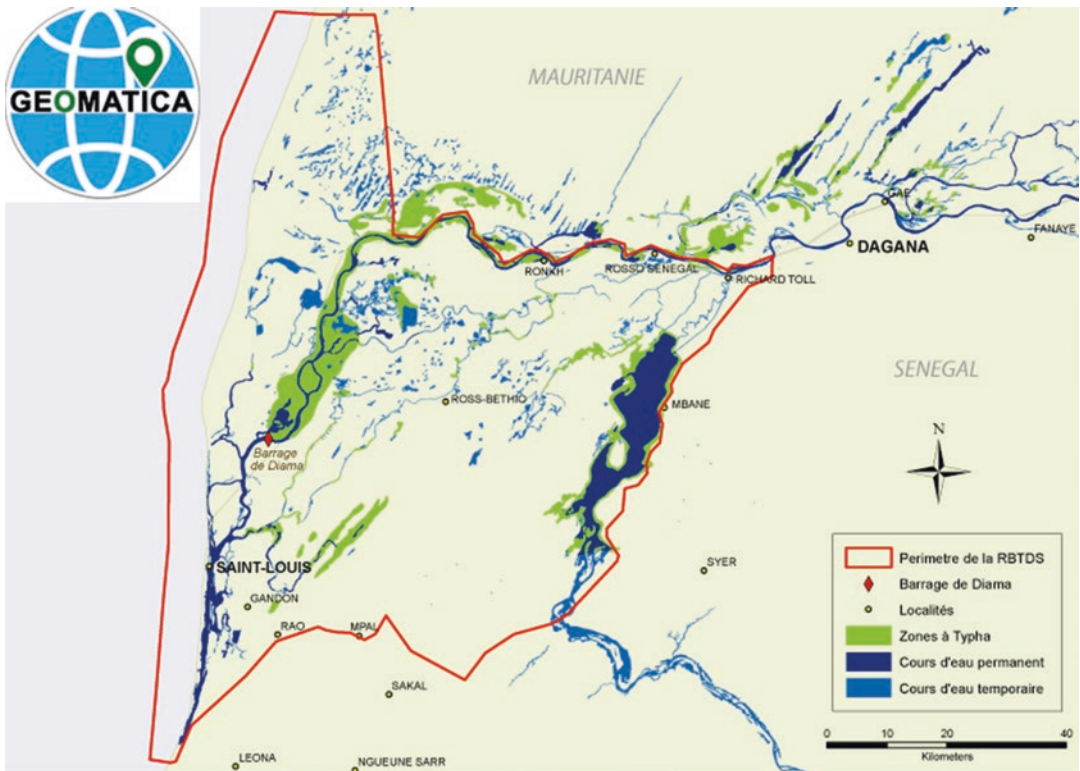 GEOMATICA
MAURITANIE
GAE
FANAYE
DAGANA
RONKH
ROSSO SENEGAL
RICHARD TOLL
SENEGAL
ROSS-BETHIO
MBANE
Barrage
de Diama
N
SAINT-LOUIS
SYER
GANDON
RAO
MPAL
SAKAL
LEONA
NGUEUNE SARR
Perimetre de la RBTDS
Barrage de Diama
Localités
Zones à Typha
Cours d'eau permanent
Cours d'eau temporaire
0 10 20 40
Kilometers